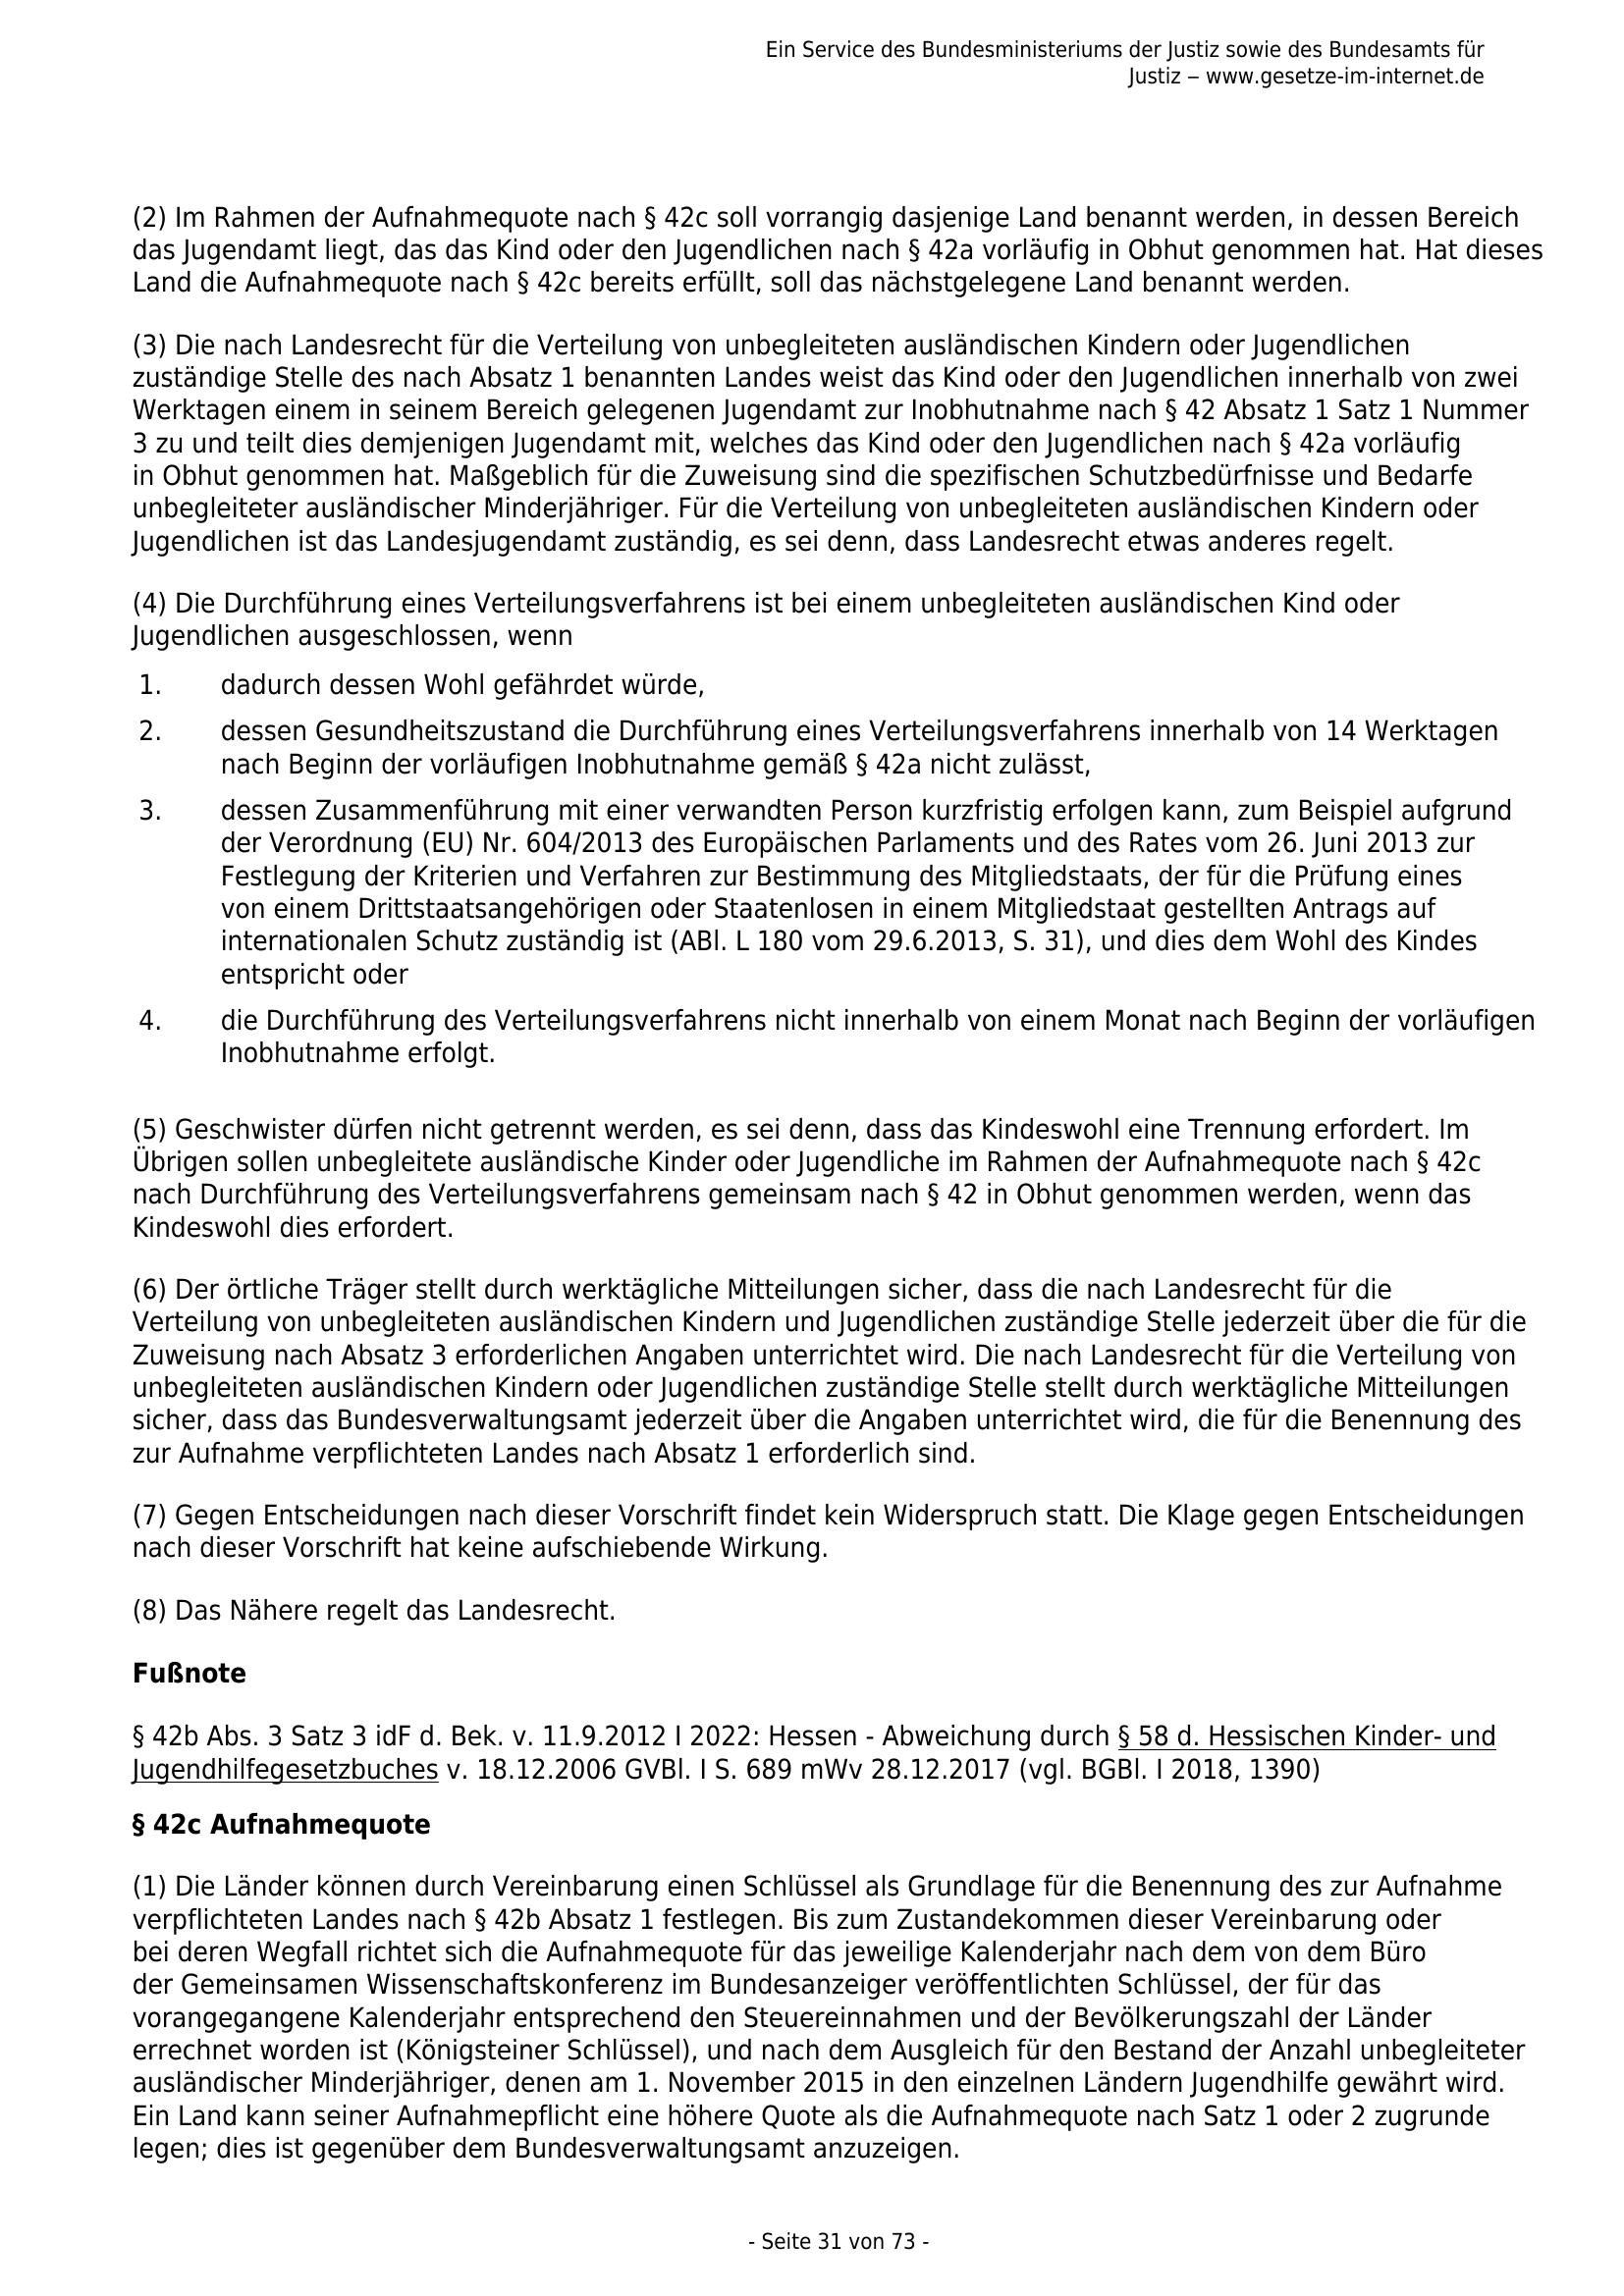 Ein Service des Bundesministeriums der Justiz sowie des Bundesamts für
Justiz ‒ www.gesetze-im-internet.de
(2) Im Rahmen der Aufnahmequote nach § 42c soll vorrangig dasjenige Land benannt werden, in dessen Bereich
das Jugendamt liegt, das das Kind oder den Jugendlichen nach § 42a vorläufig in Obhut genommen hat. Hat dieses
Land die Aufnahmequote nach § 42c bereits erfüllt, soll das nächstgelegene Land benannt werden.
(3) Die nach Landesrecht für die Verteilung von unbegleiteten ausländischen Kindern oder Jugendlichen
zuständige Stelle des nach Absatz 1 benannten Landes weist das Kind oder den Jugendlichen innerhalb von zwei
Werktagen einem in seinem Bereich gelegenen Jugendamt zur Inobhutnahme nach § 42 Absatz 1 Satz 1 Nummer
3 zu und teilt dies demjenigen Jugendamt mit, welches das Kind oder den Jugendlichen nach § 42a vorläufig
in Obhut genommen hat. Maßgeblich für die Zuweisung sind die spezifischen Schutzbedürfnisse und Bedarfe
unbegleiteter ausländischer Minderjähriger. Für die Verteilung von unbegleiteten ausländischen Kindern oder
Jugendlichen ist das Landesjugendamt zuständig, es sei denn, dass Landesrecht etwas anderes regelt.
(4) Die Durchführung eines Verteilungsverfahrens ist bei einem unbegleiteten ausländischen Kind oder
Jugendlichen ausgeschlossen, wenn
1. dadurch dessen Wohl gefährdet würde,
2. dessen Gesundheitszustand die Durchführung eines Verteilungsverfahrens innerhalb von 14 Werktagen
nach Beginn der vorläufigen Inobhutnahme gemäß § 42a nicht zulässt,
3. dessen Zusammenführung mit einer verwandten Person kurzfristig erfolgen kann, zum Beispiel aufgrund
der Verordnung (EU) Nr. 604/2013 des Europäischen Parlaments und des Rates vom 26. Juni 2013 zur
Festlegung der Kriterien und Verfahren zur Bestimmung des Mitgliedstaats, der für die Prüfung eines
von einem Drittstaatsangehörigen oder Staatenlosen in einem Mitgliedstaat gestellten Antrags auf
internationalen Schutz zuständig ist (ABl. L 180 vom 29.6.2013, S. 31), und dies dem Wohl des Kindes
entspricht oder
4. die Durchführung des Verteilungsverfahrens nicht innerhalb von einem Monat nach Beginn der vorläufigen
Inobhutnahme erfolgt.
(5) Geschwister dürfen nicht getrennt werden, es sei denn, dass das Kindeswohl eine Trennung erfordert. Im
Übrigen sollen unbegleitete ausländische Kinder oder Jugendliche im Rahmen der Aufnahmequote nach § 42c
nach Durchführung des Verteilungsverfahrens gemeinsam nach § 42 in Obhut genommen werden, wenn das
Kindeswohl dies erfordert.
(6) Der örtliche Träger stellt durch werktägliche Mitteilungen sicher, dass die nach Landesrecht für die
Verteilung von unbegleiteten ausländischen Kindern und Jugendlichen zuständige Stelle jederzeit über die für die
Zuweisung nach Absatz 3 erforderlichen Angaben unterrichtet wird. Die nach Landesrecht für die Verteilung von
unbegleiteten ausländischen Kindern oder Jugendlichen zuständige Stelle stellt durch werktägliche Mitteilungen
sicher, dass das Bundesverwaltungsamt jederzeit über die Angaben unterrichtet wird, die für die Benennung des
zur Aufnahme verpflichteten Landes nach Absatz 1 erforderlich sind.
(7) Gegen Entscheidungen nach dieser Vorschrift findet kein Widerspruch statt. Die Klage gegen Entscheidungen
nach dieser Vorschrift hat keine aufschiebende Wirkung.
(8) Das Nähere regelt das Landesrecht.
Fußnote
§ 42b Abs. 3 Satz 3 idF d. Bek. v. 11.9.2012 I 2022: Hessen - Abweichung durch § 58 d. Hessischen Kinder- und
Jugendhilfegesetzbuches v. 18.12.2006 GVBl. I S. 689 mWv 28.12.2017 (vgl. BGBl. I 2018, 1390)
§ 42c Aufnahmequote
(1) Die Länder können durch Vereinbarung einen Schlüssel als Grundlage für die Benennung des zur Aufnahme
verpflichteten Landes nach § 42b Absatz 1 festlegen. Bis zum Zustandekommen dieser Vereinbarung oder
bei deren Wegfall richtet sich die Aufnahmequote für das jeweilige Kalenderjahr nach dem von dem Büro
der Gemeinsamen Wissenschaftskonferenz im Bundesanzeiger veröffentlichten Schlüssel, der für das
vorangegangene Kalenderjahr entsprechend den Steuereinnahmen und der Bevölkerungszahl der Länder
errechnet worden ist (Königsteiner Schlüssel), und nach dem Ausgleich für den Bestand der Anzahl unbegleiteter
ausländischer Minderjähriger, denen am 1. November 2015 in den einzelnen Ländern Jugendhilfe gewährt wird.
Ein Land kann seiner Aufnahmepflicht eine höhere Quote als die Aufnahmequote nach Satz 1 oder 2 zugrunde
legen; dies ist gegenüber dem Bundesverwaltungsamt anzuzeigen.
- Seite 31 von 73 -